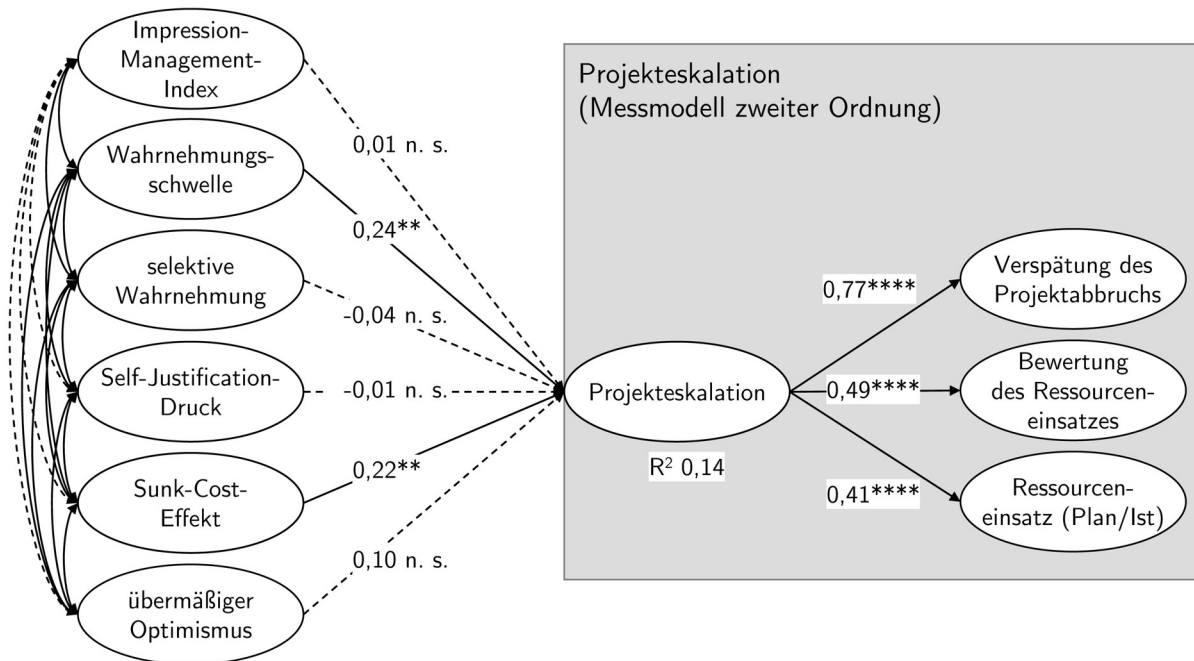 Impression-
Management-
Index
Wahrnehmungs-
schwelle
selektive
Wahrnehmung
Self-Justification-
Druck
Sunk-Cost-
Effekt
übermäßiger
Optimismus
0,01 n. s.
0,24**
-0,04 n. s.
-0,01 n. s.
0,22**
0,10 n. s.
Projekteskalation
(Messmodell zweiter Ordnung)
Projekteskalation
R² 0,14
0,77****
0,49****
0,41****
Verspätung des
Projektabbruchs
Bewertung
des Ressourcen-
einsatzes
Ressourcen-
einsatz (Plan/Ist)